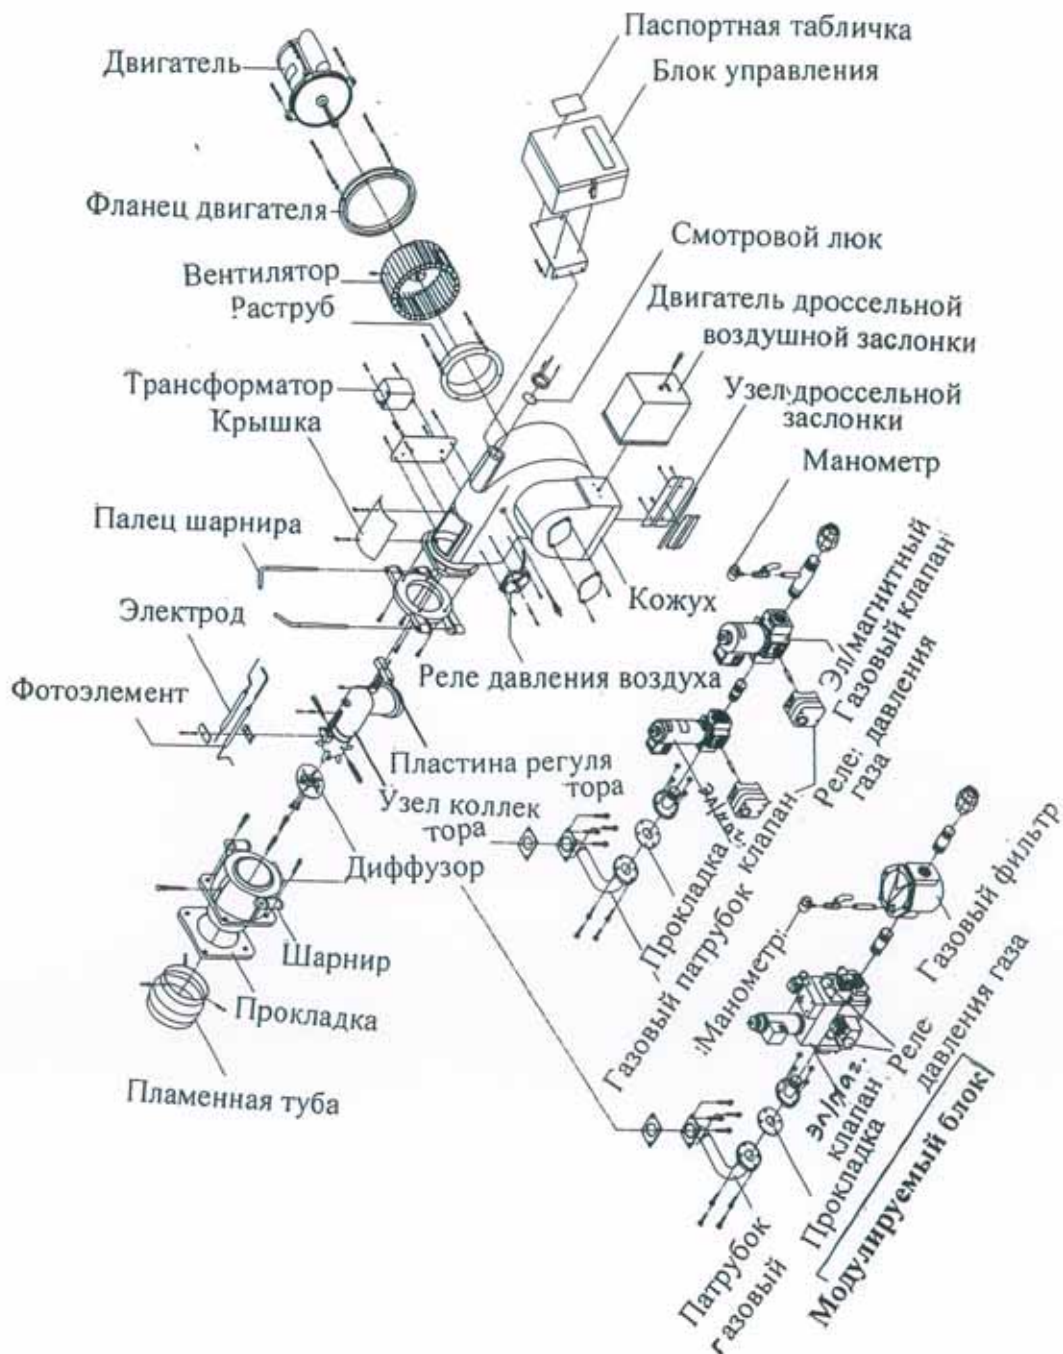 Паспортная табличка
Двигатель
Блок управления
Фланец двигателя
Смотровой люк
Вентилятор
Раструб
Двигатель дроссельной
воздушной заслонки
Трансформатор
Крышка
Узел дроссельной
заслонки
Манометр
Палец шарнира
Электрод
Кожух
Эл/магнитный
Газовый клапан
Фотоэлемент
Реле давления воздуха
Реле: давления
газа
Пластина регуля
тора
Узел коллек
тора
Диффузор
эл/маг.
клапан
Прокладка
Газовый патрубок
Шарнир
Прокладка
Пламенная туба
Газовый фильтр
:Манометр:
Реле
давления газа
эл/маг.
клапан
Прокладка
Патрубок
газовый
Модулируемый блок